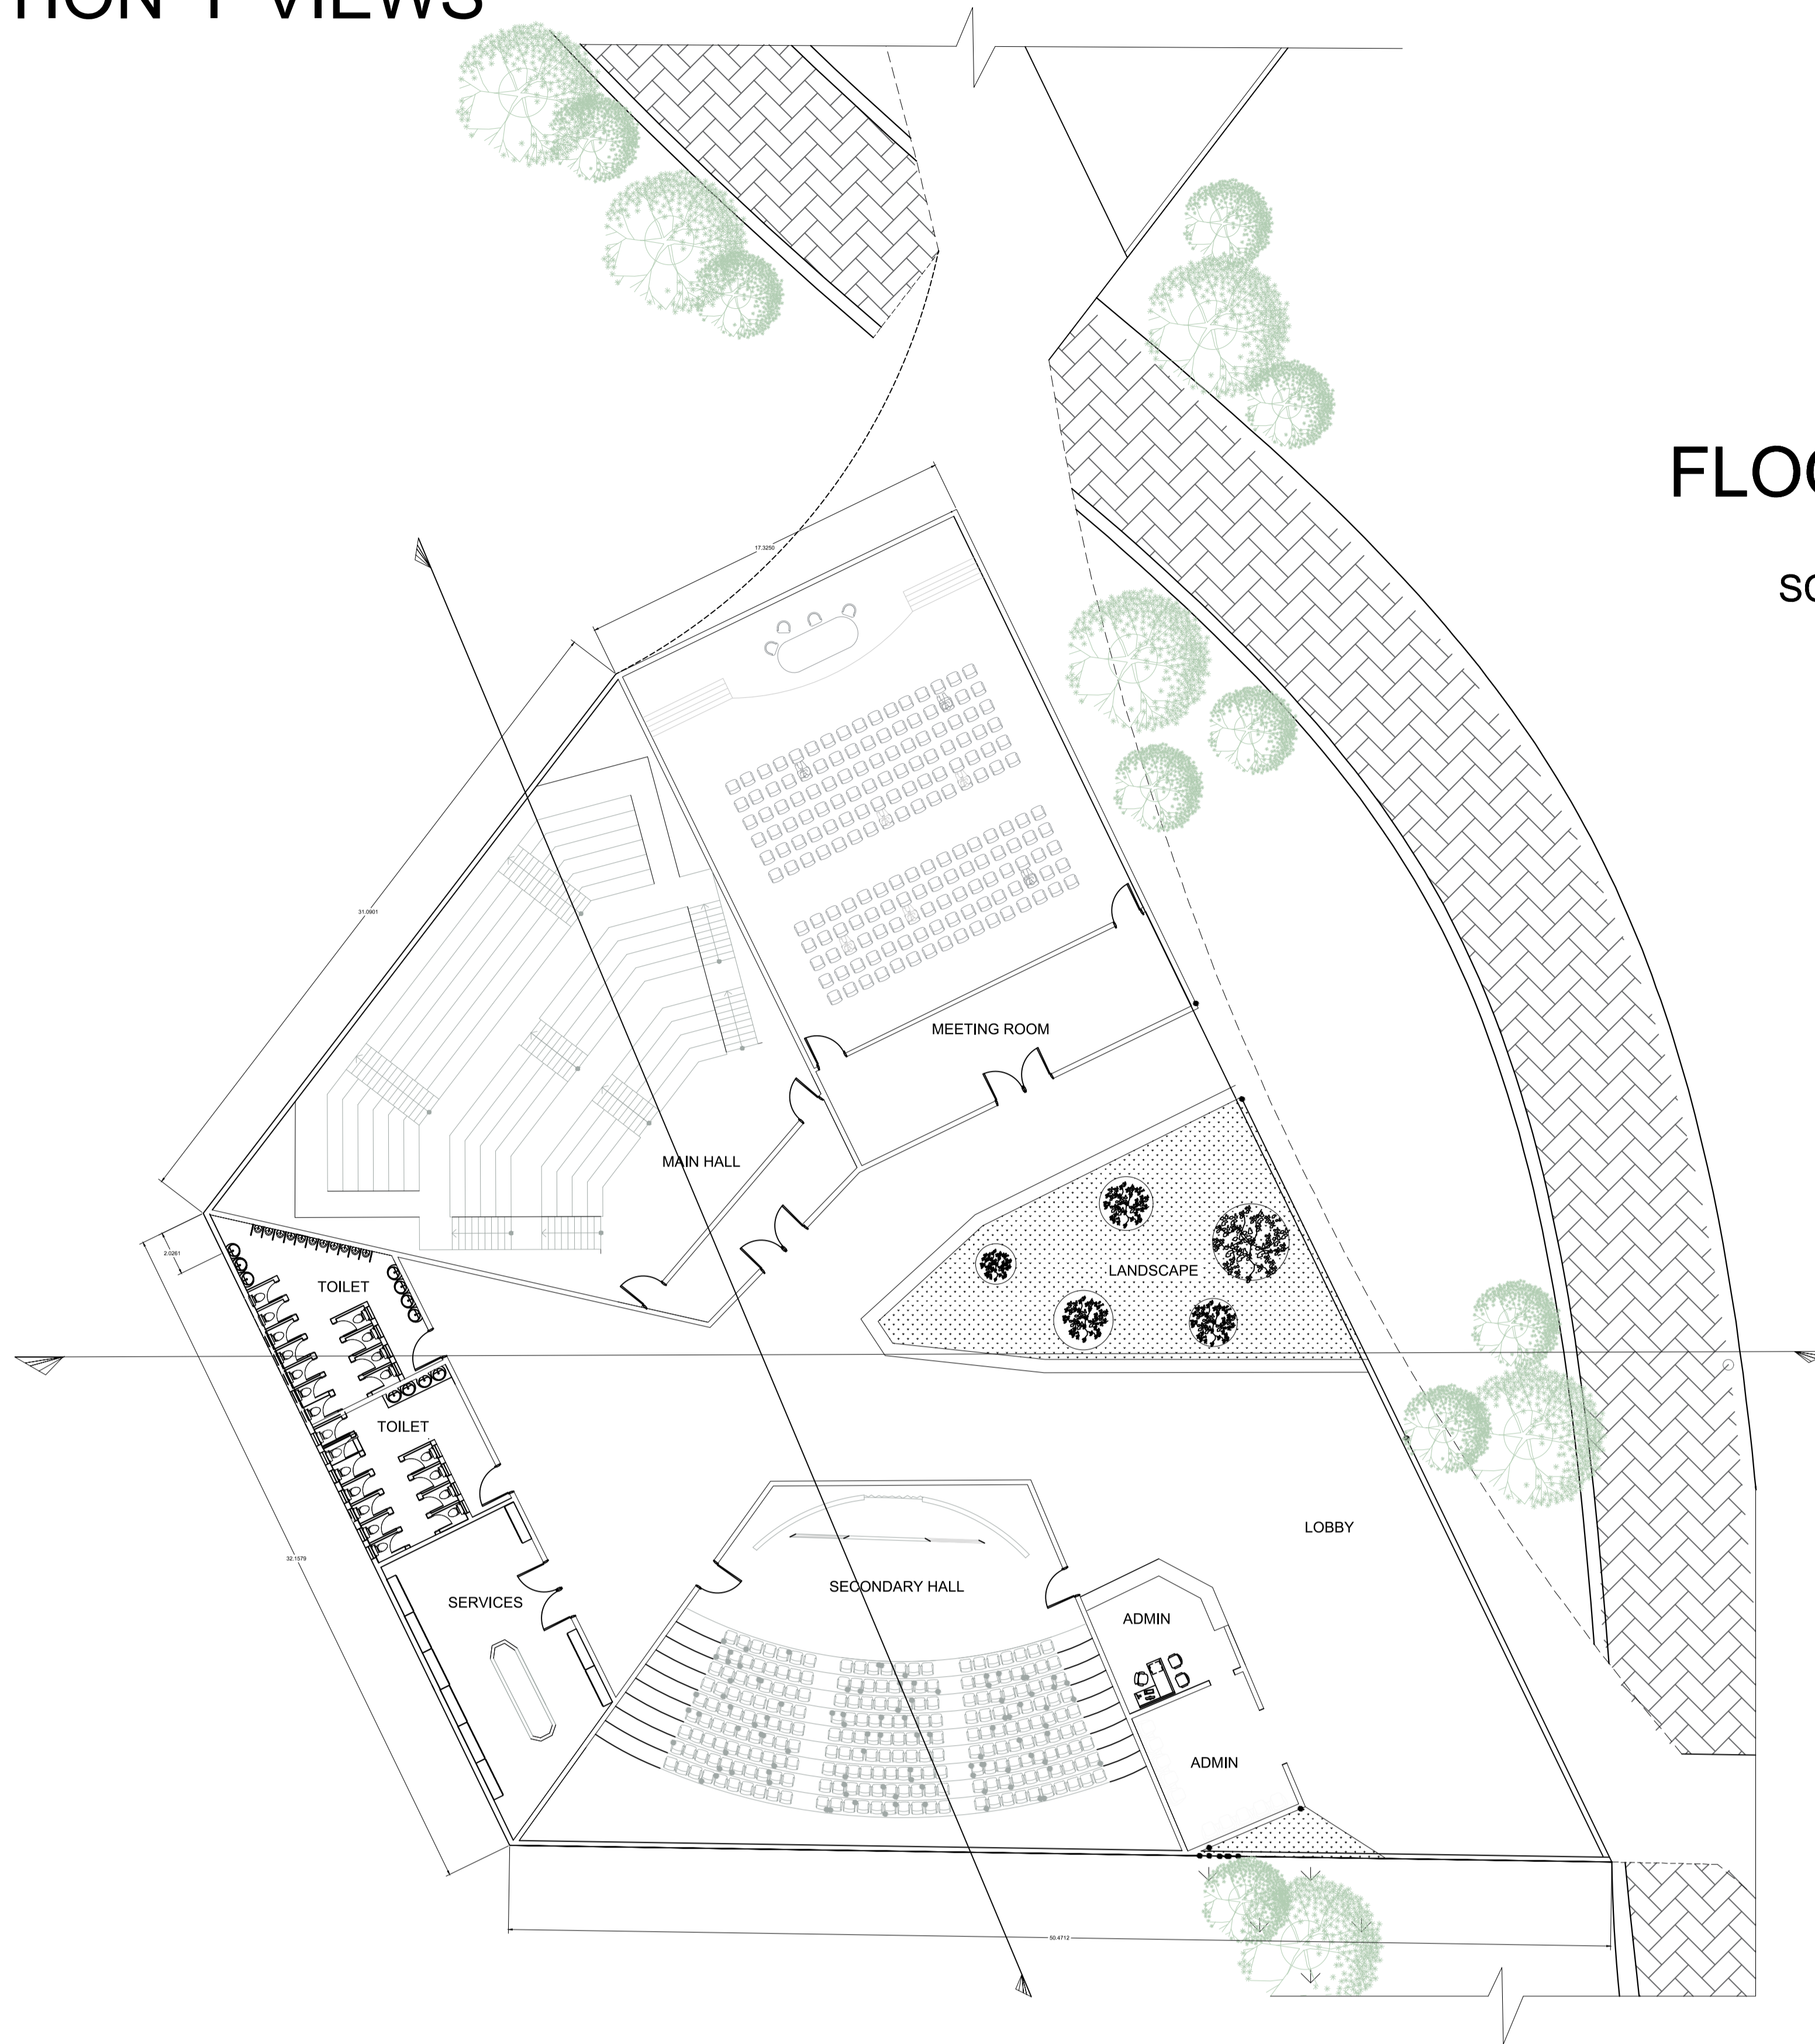 TION Y VIEWS
FLOO
SC
17.3250
31.0901
MEETING ROOM
MAIN HALL
2.0261
TOILET
LANDSCAPE
TOILET
LOBBY
32.1579
SERVICES
SECONDARY HALL
ADMIN
ADMIN
50.4712